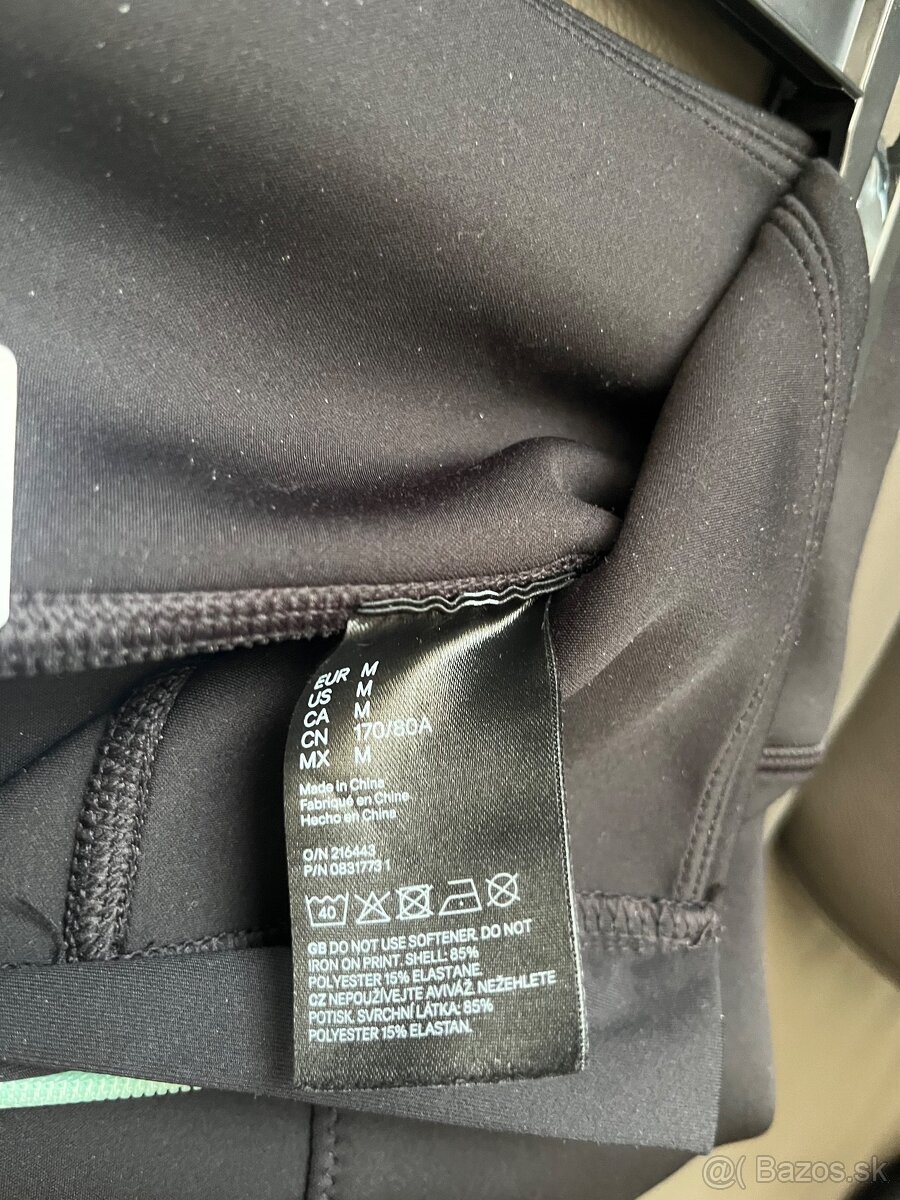 EUR M
US M
CA M
CN 170/80A
MX M
Made in China
Fabriqué en Chine
Hecho en China
O/N 216443
P/N 0831773 1
40
GB DO NOT USE SOFTENER. DO NOT
IRON ON PRINT. SHELL: 85%
POLYESTER 15% ELASTANE.
CZ NEPOUŽÍVEJTE AVIVÁŽ. NEŽEHLETE
POTISK. SVRCHNÍ LÁTKA: 85%
POLYESTER 15% ELASTAN.
@( Bazos.sk